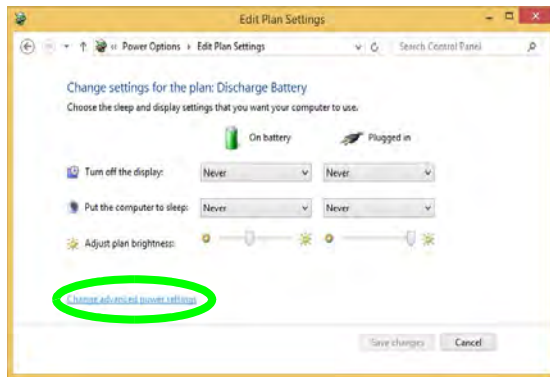 Edit Plan Settings
« Power Options › Edit Plan Settings
Search Control Panel
Change settings for the plan: Discharge Battery
Choose the sleep and display settings that you want your computer to use.
On battery Plugged in
Turn off the display: Never Never
Put the computer to sleep: Never Never
Adjust plan brightness:
Change advanced power settings
Save changes Cancel